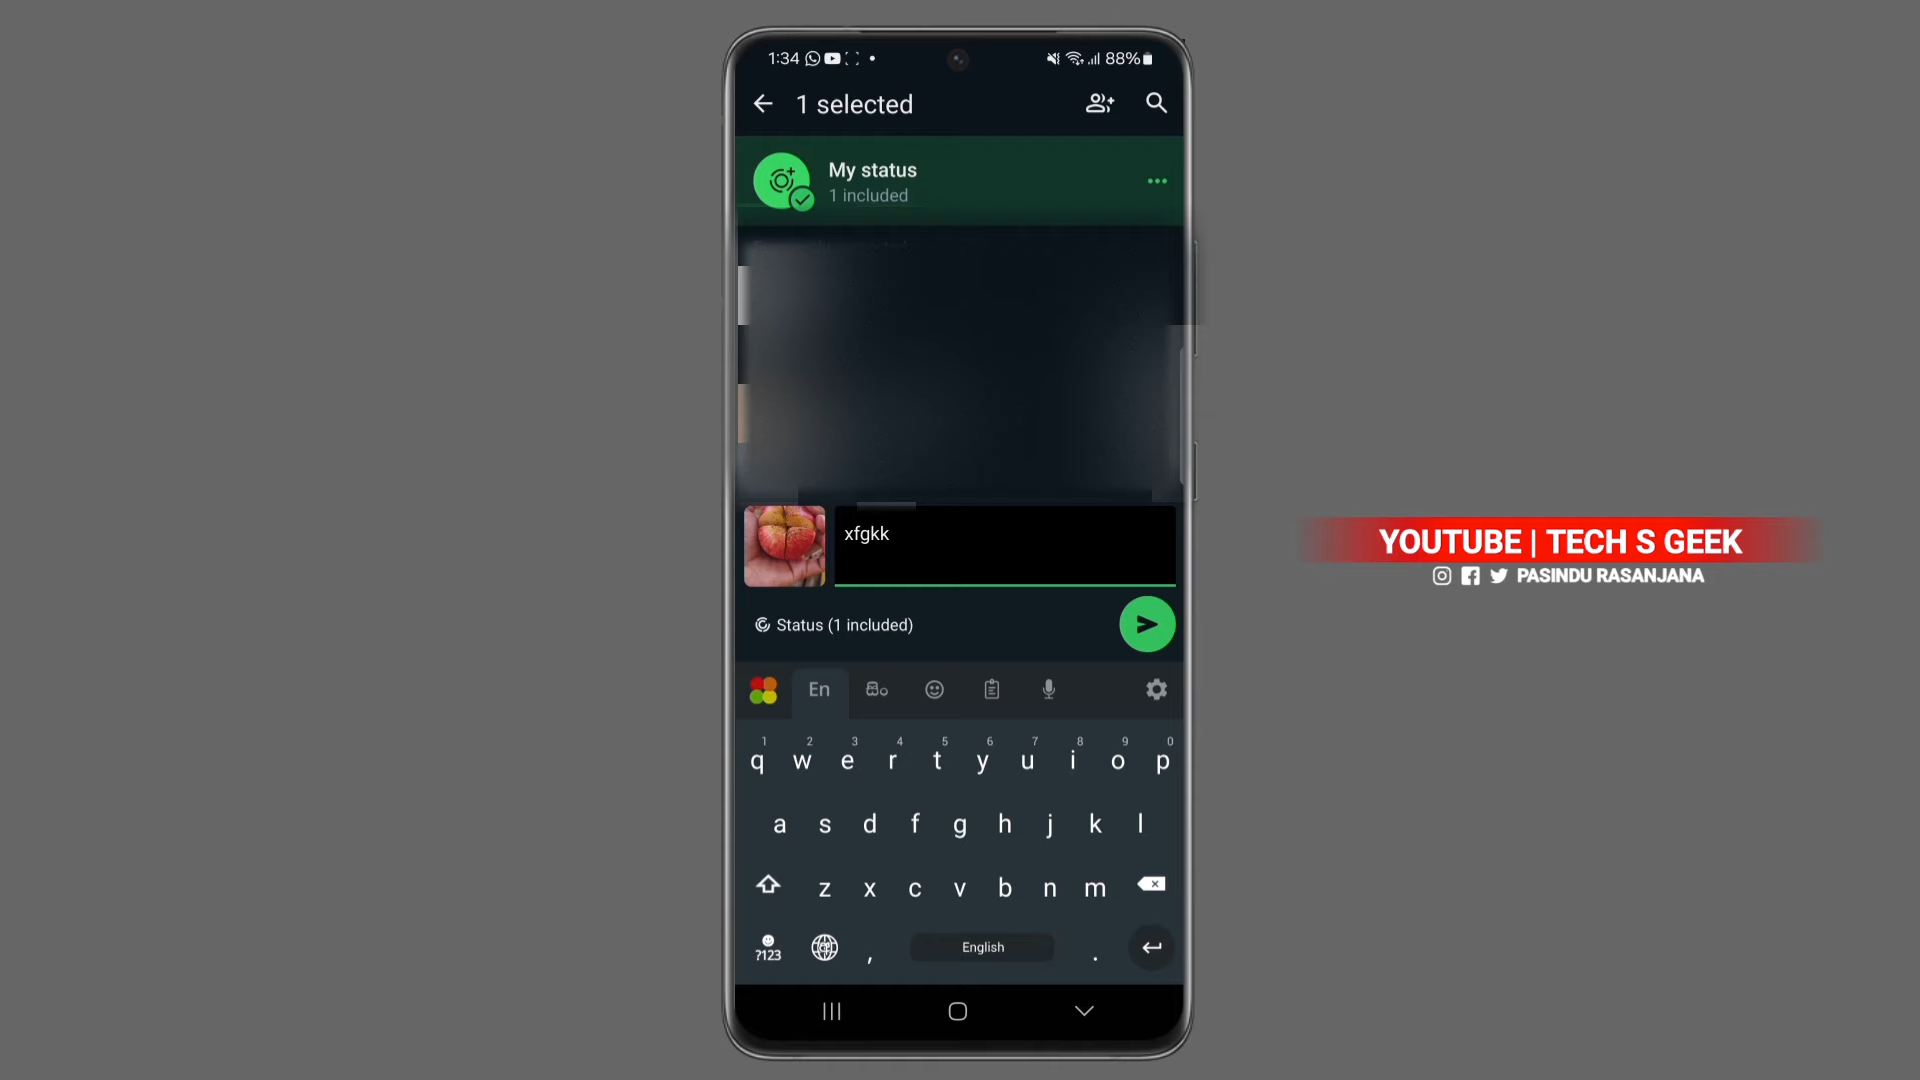 1:34 88%
1 selected
My status
1 included
xfgkk
Status (1 included)
En
1 2 3 4 5 6 7 8 9 0
q w e r t y u i o p
a s d f g h j k l
z x c v b n m
?123 , English .
YOUTUBE | TECH S GEEK
PASINDU RASANJANA